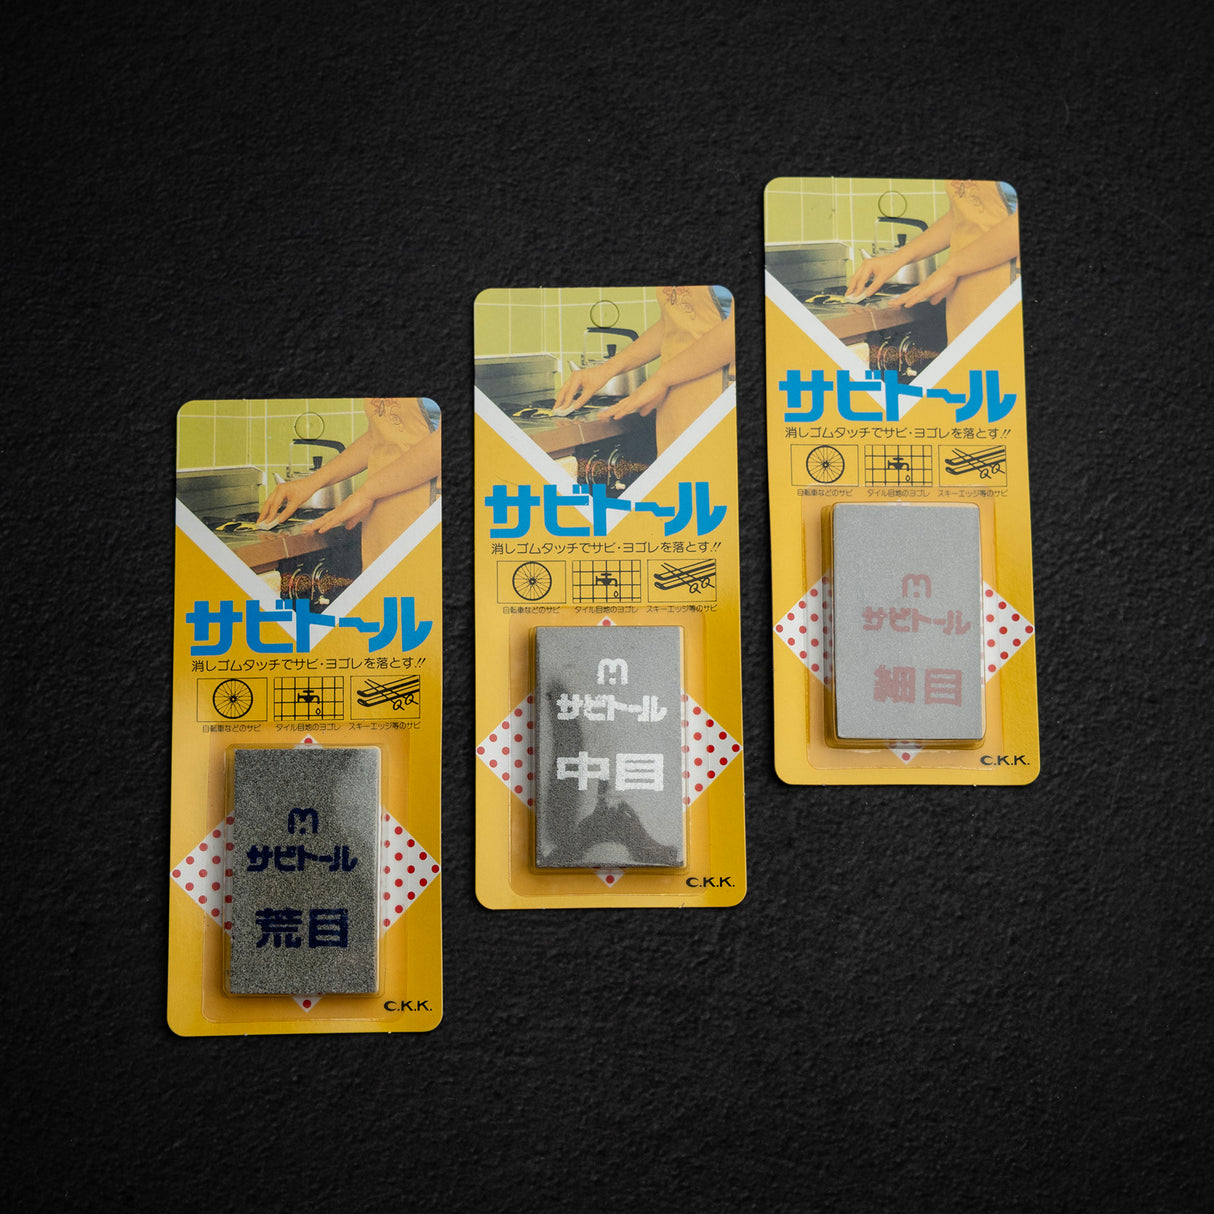 サビトール
消しゴムタッチでサビ・ヨゴレを落とす!!
自転車などのサビ タイル目地のヨゴレ スキーエッジ等のサビ
サビトール
荒目
C.K.K.
サビトール
消しゴムタッチでサビ・ヨゴレを落とす!!
自転車などのサビ タイル目地のヨゴレ スキーエッジ等のサビ
サビトール
中目
C.K.K.
サビトール
消しゴムタッチでサビ・ヨゴレを落とす!!
自転車などのサビ タイル目地のヨゴレ スキーエッジ等のサビ
サビトール
細目
C.K.K.